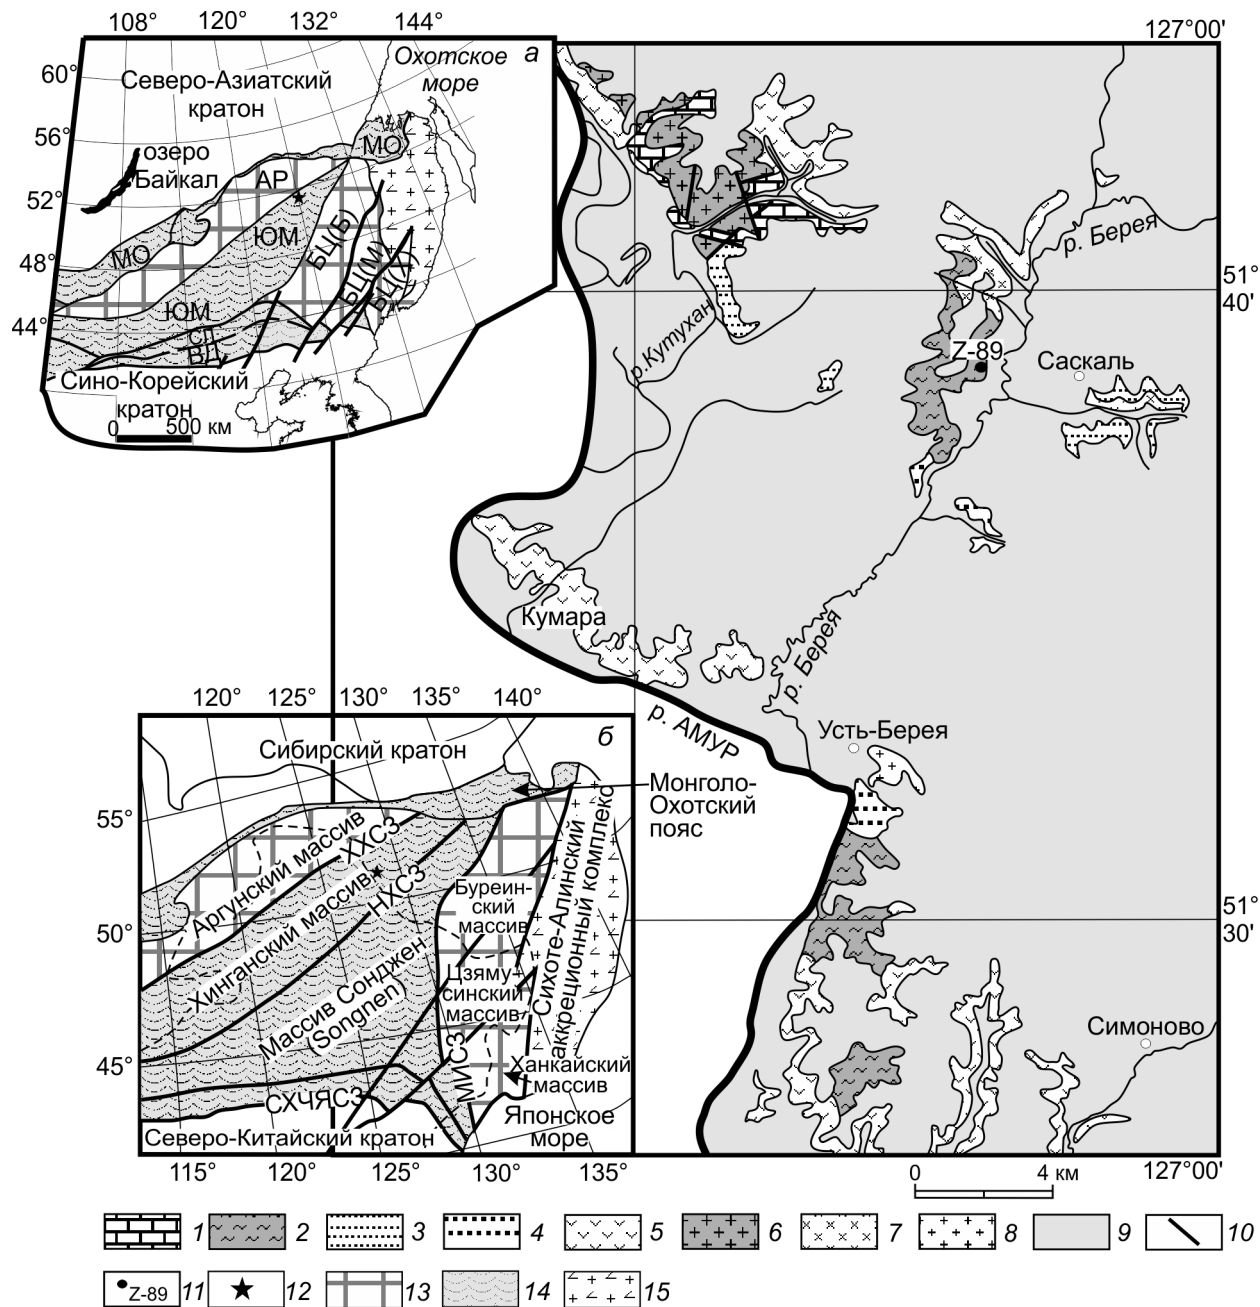 108°
120°
132°
144°
127°00'
Охотское
море
а
60°
56°
52°
48°
44°
Северо-Азиатский
кратон
озеро
Байкал
МО
АР
МО
ЮМ
ЮМ
БЦ(Б)
БЦ(М)
БЦ(Х)
СЛ
ВД
Сино-Корейский
кратон
0
500 км
р. Берея
51°
40'
р.Кутухан
Z-89
Саскаль
Кумара
р. Берея
Усть-Берея
р. АМУР
51°
30'
Симоново
0
4 км
127°00'
120°
125°
130°
135°
140°
б
Сибирский кратон
Монголо-
Охотский
пояс
55°
50°
45°
Аргунский массив
ХХСЗ
Хинганский массив
НХСЗ
Массив Сонджен
(Songnen)
Буреин-
ский
массив
Цзяму-
синский
массив
Сихоте-Алинский
аккреционный комплекс
МИСЗ
Ханкайский
массив
СХЧЯСЗ
Северо-Китайский кратон
Японское
море
115°
120°
125°
130°
135°
1
2
3
4
5
6
7
8
9
10
Z-89
11
12
13
14
15